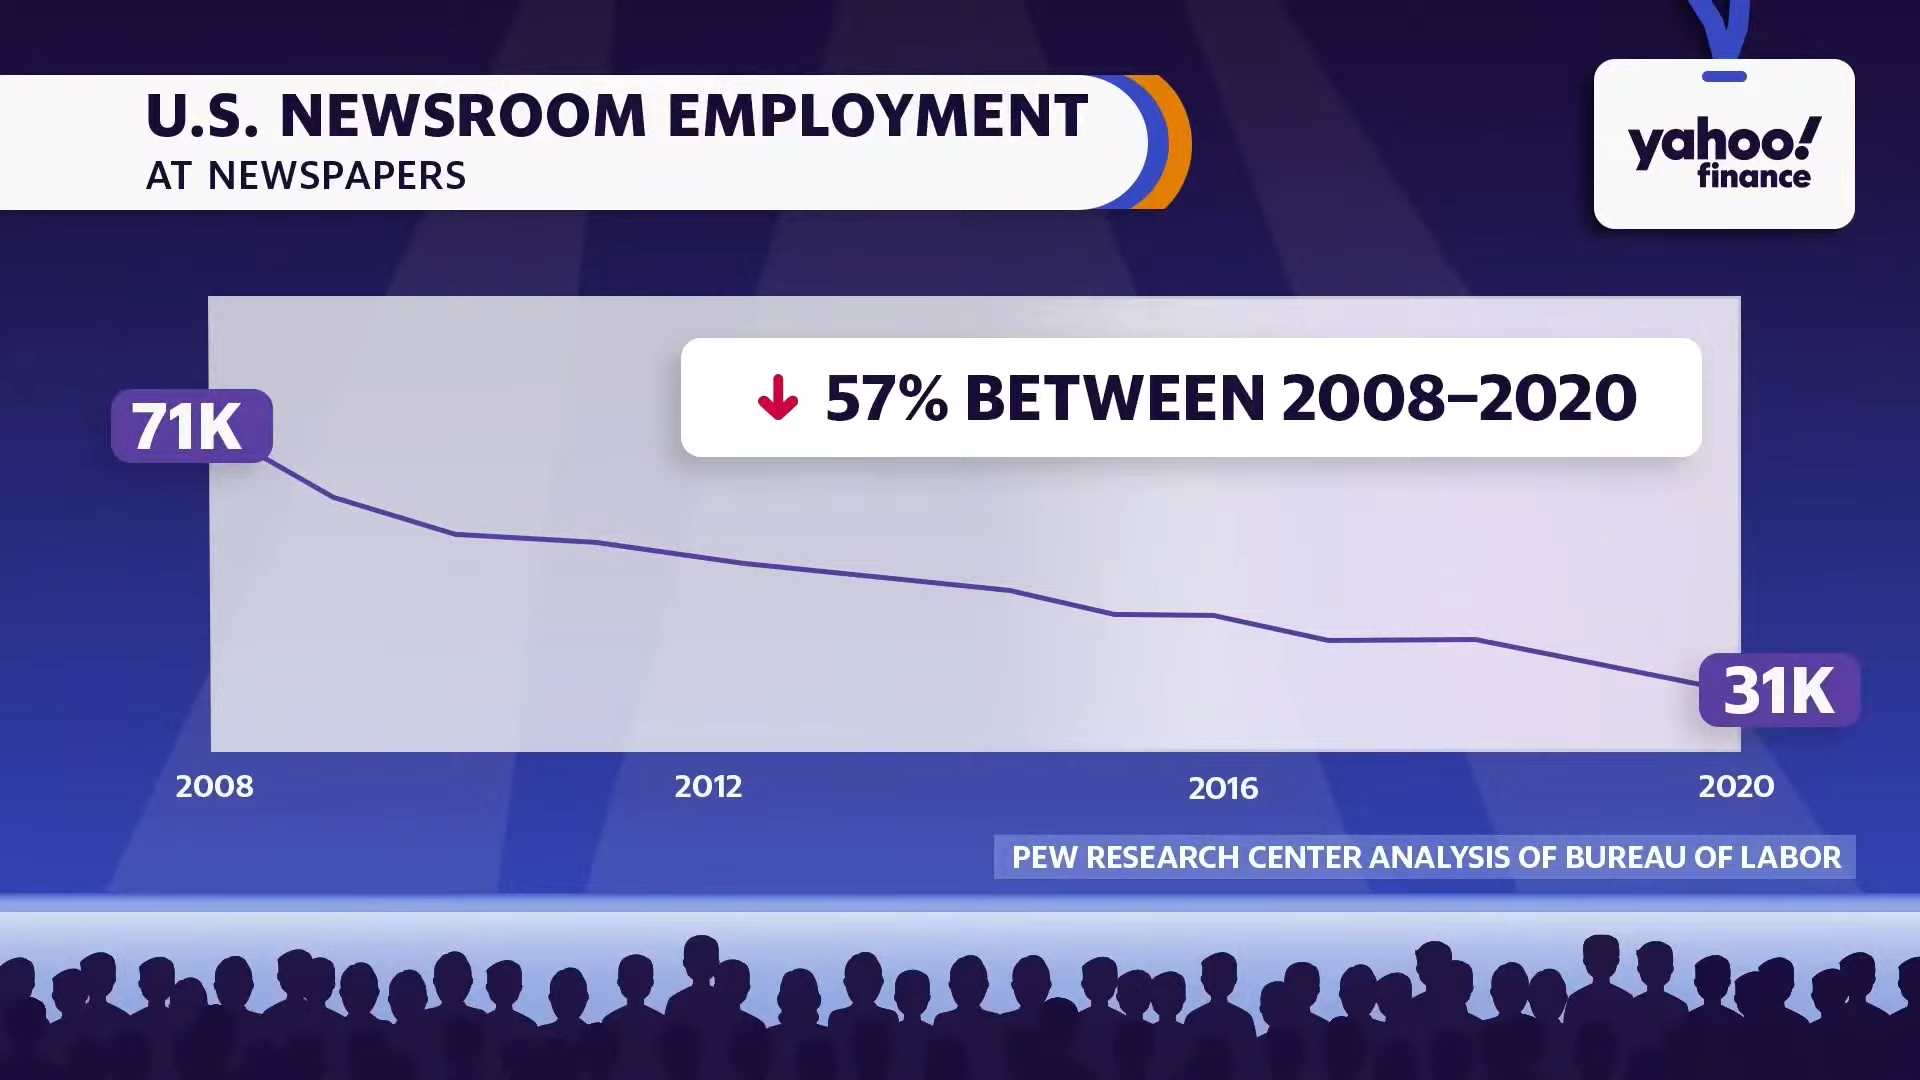 U.S. NEWSROOM EMPLOYMENT
AT NEWSPAPERS
yahoo!
finance
57% BETWEEN 2008–2020
71K
31K
2008
2012
2016
2020
PEW RESEARCH CENTER ANALYSIS OF BUREAU OF LABOR